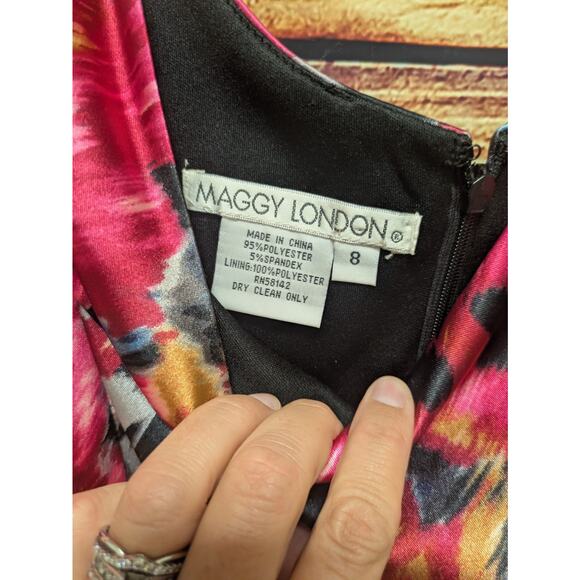 MAGGY LONDON®
MADE IN CHINA
95%POLYESTER
5%SPANDEX
LINING:100%POLYESTER
RN58142
DRY CLEAN ONLY
8